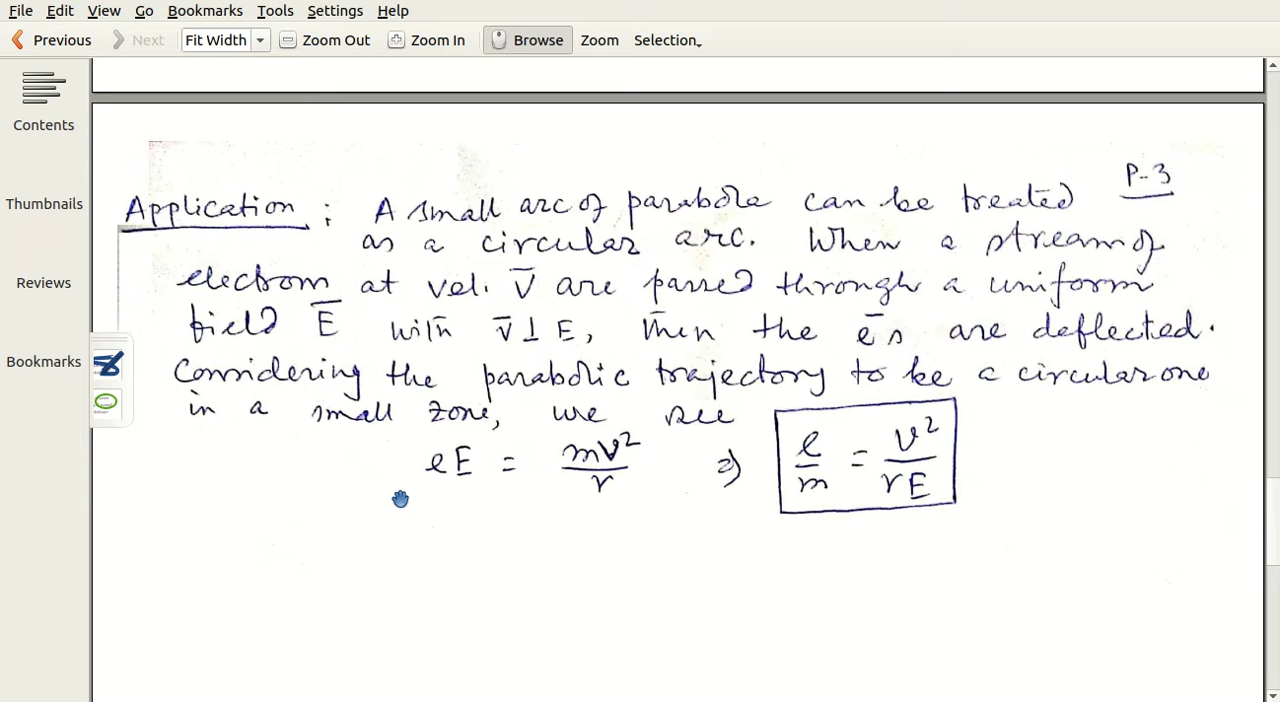 File Edit View Go Bookmarks Tools Settings Help
Previous Next Fit Width Zoom Out Zoom In Browse Zoom Selection
Contents
Thumbnails
Reviews
Bookmarks
P-3
Application : A small arc of parabola can be treated
as a circular arc. When a stream of
electrom at vel. V̄ are passed through a uniform
field Ē with v̄ ⊥ E, then the ēs are deflected.
Considering the parabolic trajectory to be a circular one
in a small zone, we see
eE = mv²/r ⇒ e/m = v²/rE